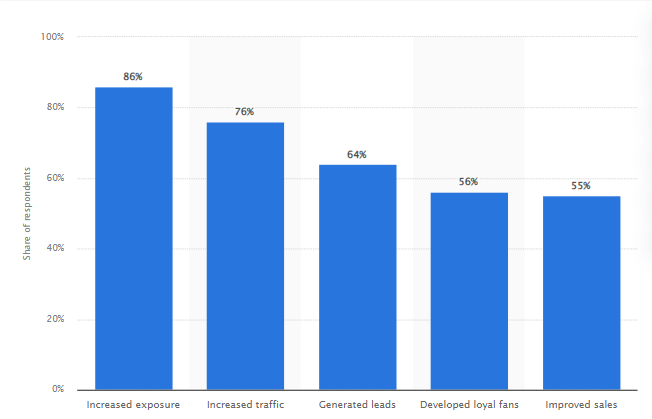 100%
80%
60%
40%
20%
0%
Share of respondents
86%
76%
64%
56%
55%
Increased exposure
Increased traffic
Generated leads
Developed loyal fans
Improved sales